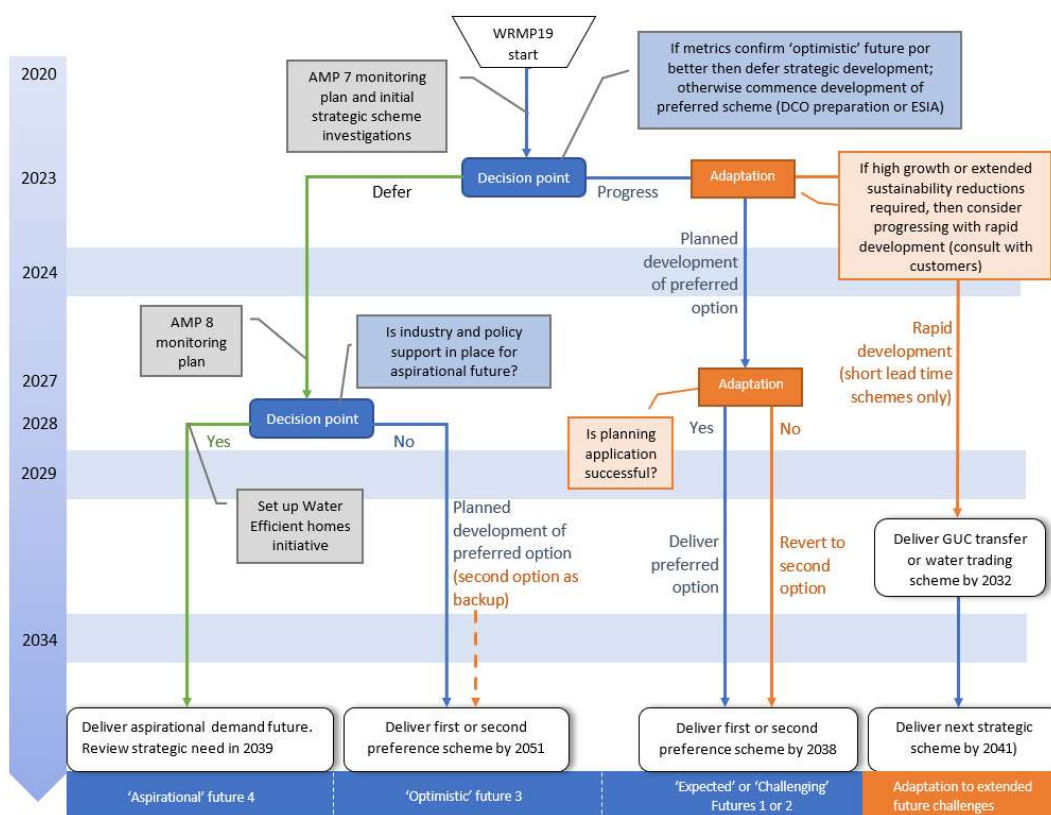 WRMP19
start
2020
AMP 7 monitoring
plan and initial
strategic scheme
investigations
If metrics confirm ‘optimistic’ future por
better then defer strategic development;
otherwise commence development of
preferred scheme (DCO preparation or ESIA)
2023
Decision point
Adaptation
Defer
Progress
If high growth or extended
sustainability reductions
required, then consider
progressing with rapid
development (consult with
customers)
Planned
development
of preferred
option
2024
AMP 8
monitoring
plan
Is industry and policy
support in place for
aspirational future?
Rapid
development
(short lead time
schemes only)
2027
Adaptation
2028
Decision point
Yes
No
Yes
No
Is planning
application
successful?
2029
Set up Water
Efficient homes
initiative
Planned
development of
preferred option
(second option as
backup)
Deliver
preferred
option
Revert to
second
option
Deliver GUC transfer
or water trading
scheme by 2032
2034
Deliver aspirational demand future.
Review strategic need in 2039
Deliver first or second
preference scheme by 2051
Deliver first or second
preference scheme by 2038
Deliver next strategic
scheme by 2041)
‘Aspirational’ future 4
‘Optimistic’ future 3
‘Expected’ or ‘Challenging’
Futures 1 or 2
Adaptation to extended
future challenges